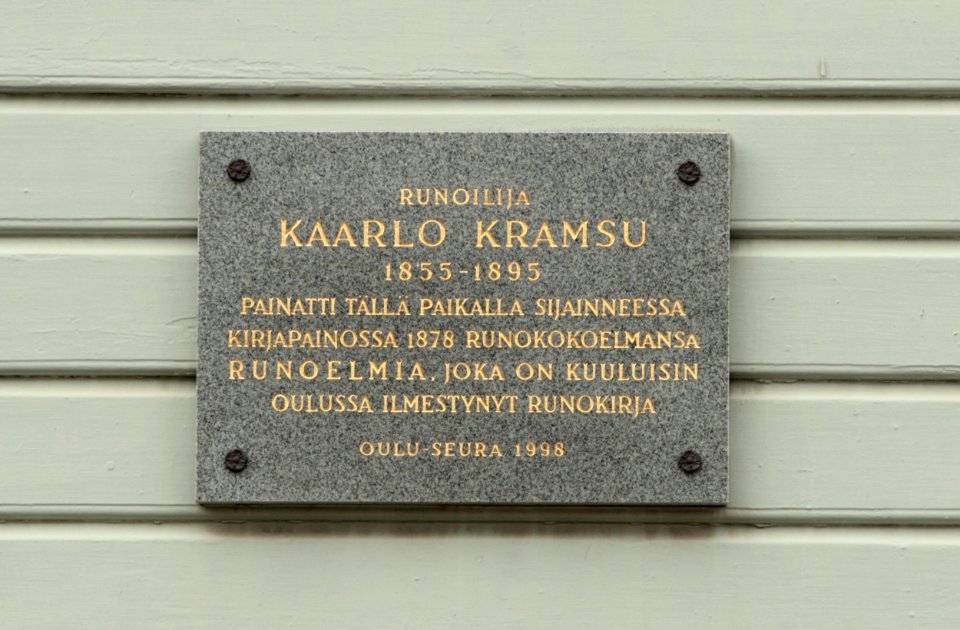 RUNOILIJA
KAARLO KRAMSU
1855-1895
PAINATTI TÄLLÄ PAIKALLA SIJAINNEESSA
KIRJAPAINOSSA 1878 RUNOKOKOELMANSA
RUNOELMIA, JOKA ON KUULUISIN
OULUSSA ILMESTYNYT RUNOKIRJA
OULU-SEURA 1998